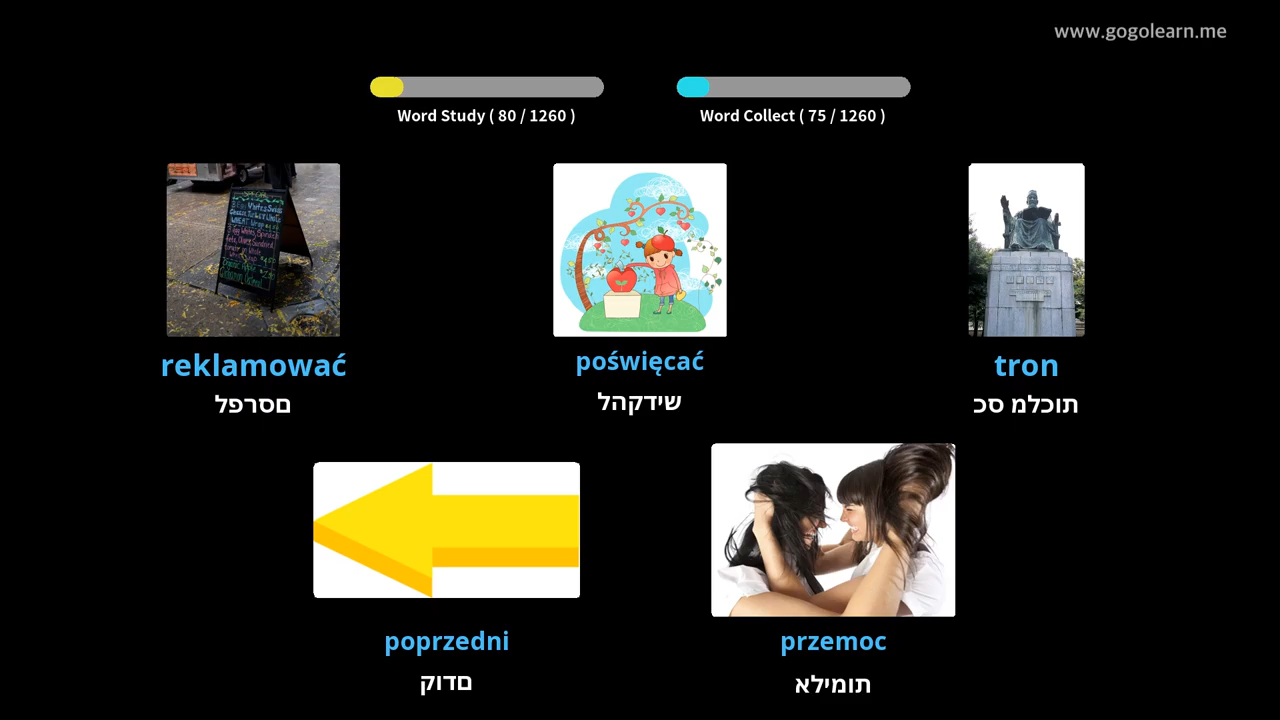 www.gogolearn.me
Word Study ( 80 / 1260 )
Word Collect ( 75 / 1260 )
reklamować
לפרסם
poświęcać
להקדיש
tron
כס מלכות
poprzedni
קודם
przemoc
אלימות